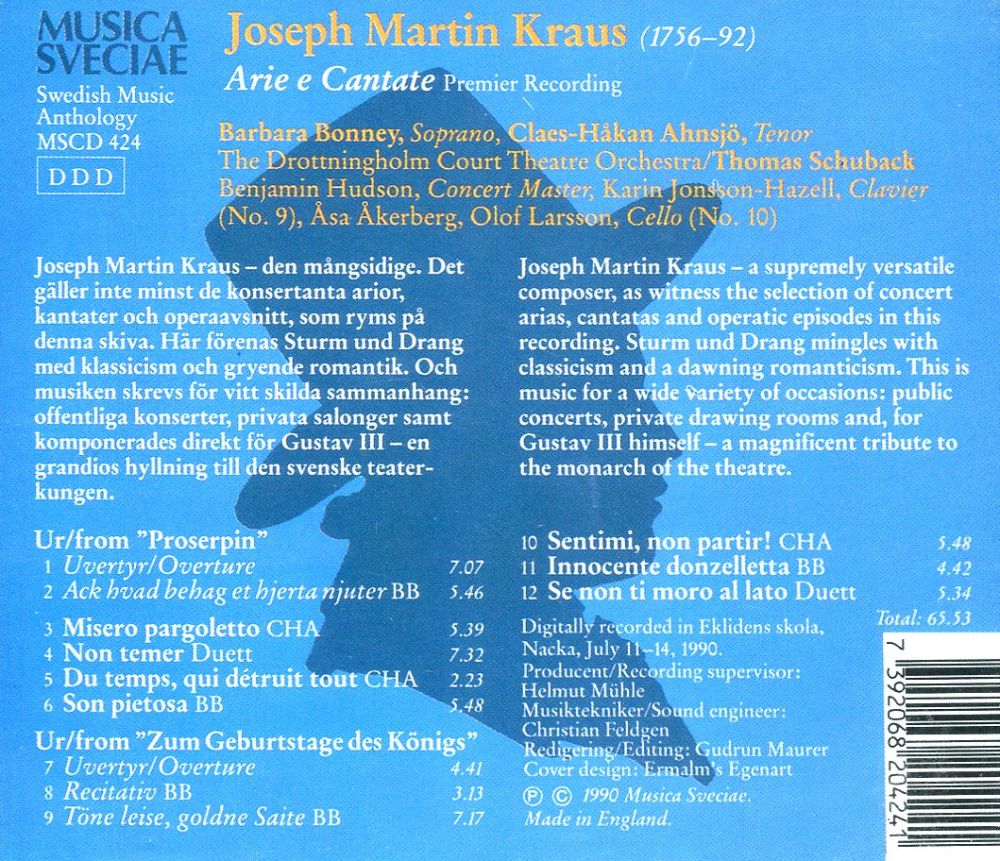 MUSICA
SVECIAE
Swedish Music
Anthology
MSCD 424
DDD
Joseph Martin Kraus (1756–92)
Arie e Cantate Premier Recording
Barbara Bonney, Soprano, Claes-Håkan Ahnsjö, Tenor
The Drottningholm Court Theatre Orchestra/Thomas Schuback
Benjamin Hudson, Concert Master, Karin Jonsson-Hazell, Clavier
(No. 9), Åsa Åkerberg, Olof Larsson, Cello (No. 10)
Joseph Martin Kraus – den mångsidige. Det
gäller inte minst de konsertanta arior,
kantater och operaavsnitt, som ryms på
denna skiva. Här förenas Sturm und Drang
med klassicism och gryende romantik. Och
musiken skrevs för vitt skilda sammanhang:
offentliga konserter, privata salonger samt
komponerades direkt för Gustav III – en
grandios hyllning till den svenske teater-
kungen.
Joseph Martin Kraus – a supremely versatile
composer, as witness the selection of concert
arias, cantatas and operatic episodes in this
recording. Sturm und Drang mingles with
classicism and a dawning romanticism. This is
music for a wide variety of occasions: public
concerts, private drawing rooms and, for
Gustav III himself – a magnificent tribute to
the monarch of the theatre.
Ur/from ”Proserpin”
1 Uvertyr/Overture 7.07
2 Ack hvad behag et hjerta njuter BB 5.46
3 Misero pargoletto CHA 5.39
4 Non temer Duett 7.32
5 Du temps, qui détruit tout CHA 2.23
6 Son pietosa BB 5.48
Ur/from ”Zum Geburtstage des Königs”
7 Uvertyr/Overture 4.41
8 Recitativ BB 3.13
9 Töne leise, goldne Saite BB 7.17
10 Sentimi, non partir! CHA 5.48
11 Innocente donzelletta BB 4.42
12 Se non ti moro al lato Duett 5.34
Total: 65.53
Digitally recorded in Eklidens skola,
Nacka, July 11–14, 1990.
Producent/Recording supervisor:
Helmut Mühle
Musiktekniker/Sound engineer:
Christian Feldgen
Redigering/Editing: Gudrun Maurer
Cover design: Ermalm's Egenart
℗ © 1990 Musica Sveciae.
Made in England.
7 392068 204241